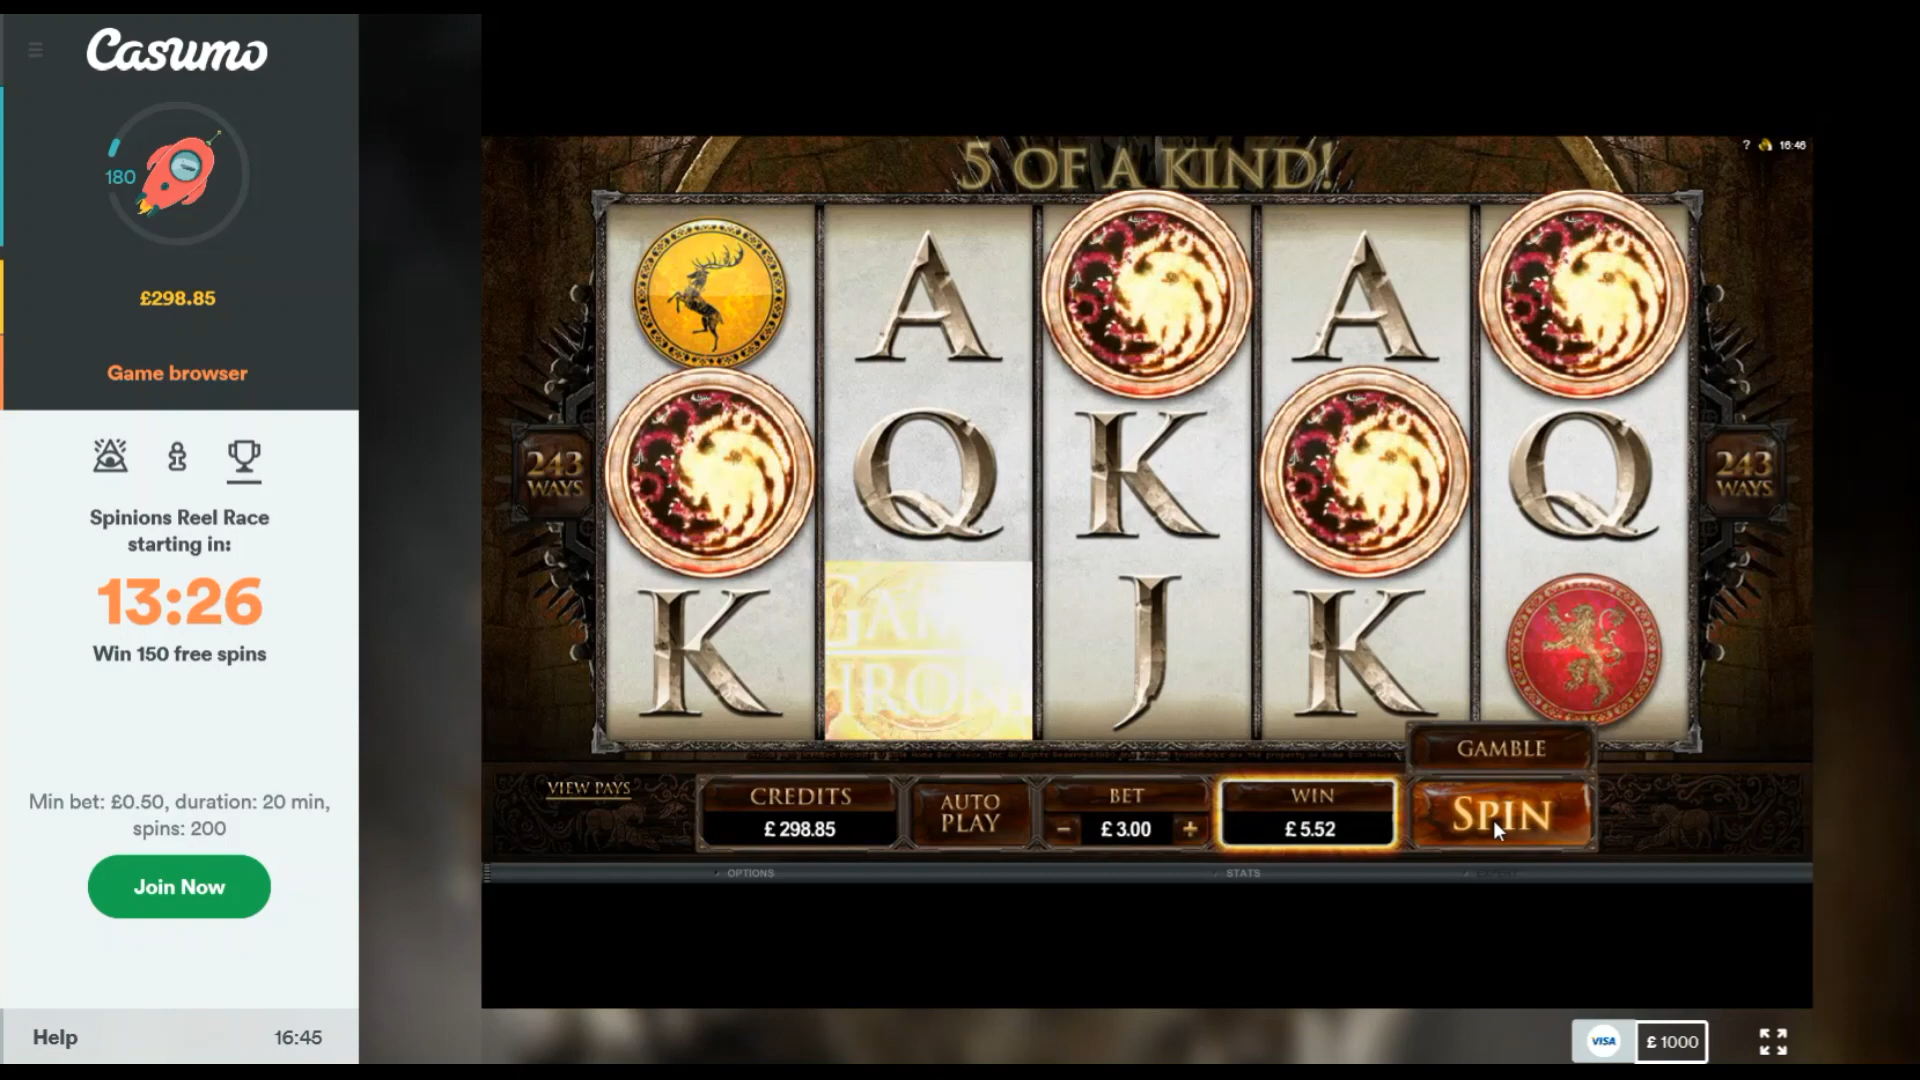 Casumo
180
£298.85
Game browser
Spinions Reel Race
starting in:
13:26
Win 150 free spins
Min bet: £0.50, duration: 20 min,
spins: 200
Join Now
Help
16:45
5 OF A KIND!
? 16:46
A
A
243
WAYS
Q
K
Q
243
WAYS
K
J
K
GAMBLE
VIEW PAYS
CREDITS
£ 298.85
AUTO
PLAY
BET
- £ 3.00 +
WIN
£ 5.52
SPIN
OPTIONS
STATS
VISA
£ 1000